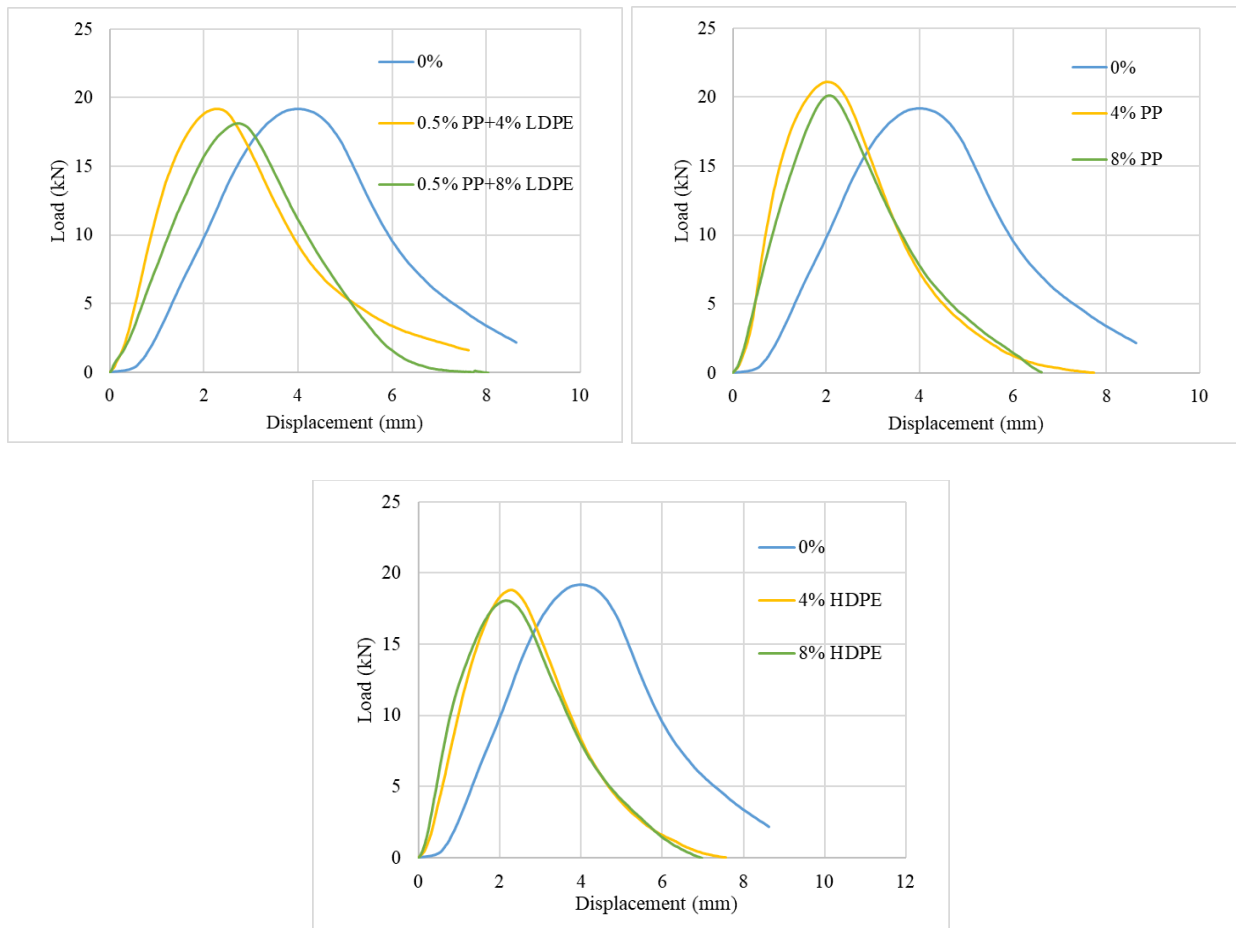 25
20
15
10
5
0
Load (kN)
0%
0.5% PP+4% LDPE
0.5% PP+8% LDPE
0 2 4 6 8 10
Displacement (mm)
25
20
15
10
5
0
Load (kN)
0%
4% PP
8% PP
0 2 4 6 8 10
Displacement (mm)
25
20
15
10
5
0
Load (kN)
0%
4% HDPE
8% HDPE
0 2 4 6 8 10 12
Displacement (mm)